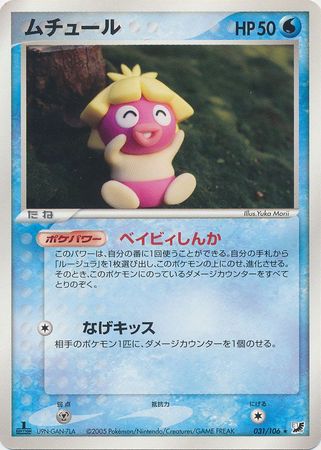 ムチュール HP50
Illus.Yuka Morii
たね
ポケパワー ベイビィしんか
このパワーは、自分の番に1回使うことができる。自分の手札から
「ルージュラ」を1枚選び出し、このポケモンの上にのせ、進化させる。
そのとき、このポケモンにのっているダメージカウンターをすべて
とりのぞく。
なげキッス
相手のポケモン1匹に、ダメージカウンターを1個のせる。
弱点 抵抗力 にげる
1 EDITION U9N-GAN-7LA ©2005 Pokémon/Nintendo/Creatures/GAME FREAK 031/106 ★